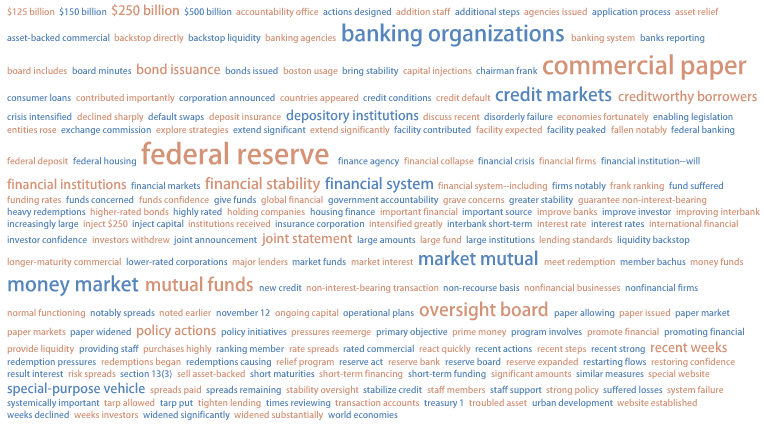 $125 billion $150 billion $250 billion $500 billion accountability office actions designed addition staff additional steps agencies issued application process asset relief
asset-backed commercial backstop directly backstop liquidity banking agencies banking organizations banking system banks reporting
board includes board minutes bond issuance bonds issued boston usage bring stability capital injections chairman frank commercial paper
consumer loans contributed importantly corporation announced countries appeared credit conditions credit default credit markets creditworthy borrowers
crisis intensified declined sharply default swaps deposit insurance depository institutions discuss recent disorderly failure economies fortunately enabling legislation
entities rose exchange commission explore strategies extend significant extend significantly facility contributed facility expected facility peaked fallen notably federal banking
federal deposit federal housing federal reserve finance agency financial collapse financial crisis financial firms financial institution--will
financial institutions financial markets financial stability financial system financial system--including firms notably frank ranking fund suffered
funding rates funds concerned funds confidence give funds global financial government accountability grave concerns greater stability guarantee non-interest-bearing
heavy redemptions higher-rated bonds highly rated holding companies housing finance important financial important source improve banks improve investor improving interbank
increasingly large inject $250 inject capital institutions received insurance corporation intensified greatly interbank short-term interest rate interest rates international financial
investor confidence investors withdrew joint announcement joint statement large amounts large fund large institutions lending standards liquidity backstop
longer-maturity commercial lower-rated corporations major lenders market funds market interest market mutual meet redemption member bachus money funds
money market mutual funds new credit non-interest-bearing transaction non-recourse basis nonfinancial businesses nonfinancial firms
normal functioning notably spreads noted earlier november 12 ongoing capital operational plans oversight board paper allowing paper issued paper market
paper markets paper widened policy actions policy initiatives pressures reemerge primary objective prime money program involves promote financial promoting financial
provide liquidity providing staff purchases highly ranking member rate spreads rated commercial react quickly recent actions recent steps recent strong recent weeks
redemption pressures redemptions began redemptions causing relief program reserve act reserve bank reserve board reserve expanded restarting flows restoring confidence
result interest risk spreads section 13(3) sell asset-backed short maturities short-term financing short-term funding significant amounts similar measures special website
special-purpose vehicle spreads paid spreads remaining stability oversight stabilize credit staff members staff support strong policy suffered losses system failure
systemically important tarp allowed tarp put tighten lending times reviewing transaction accounts treasury 1 troubled asset urban development website established
weeks declined weeks investors widened significantly widened substantially world economies